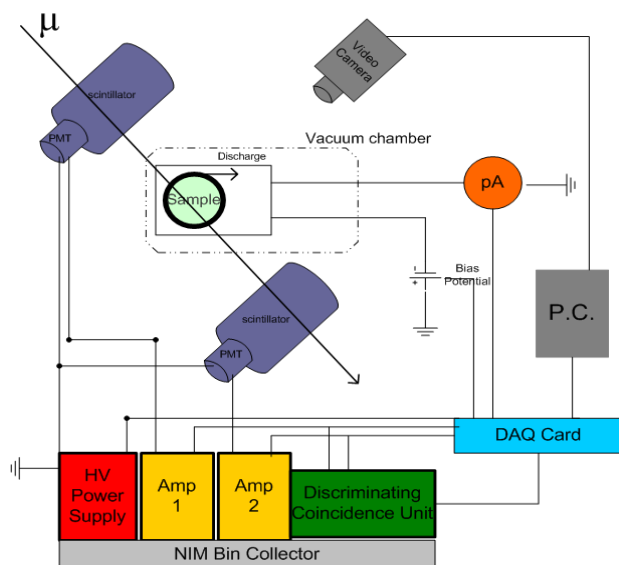 μ
scintillator
PMT
Video
Camera
Vacuum chamber
Discharge
Sample
pA
Bias
Potential
P.C.
scintillator
PMT
DAQ Card
HV
Power
Supply
Amp
1
Amp
2
Discriminating
Coincidence Unit
NIM Bin Collector